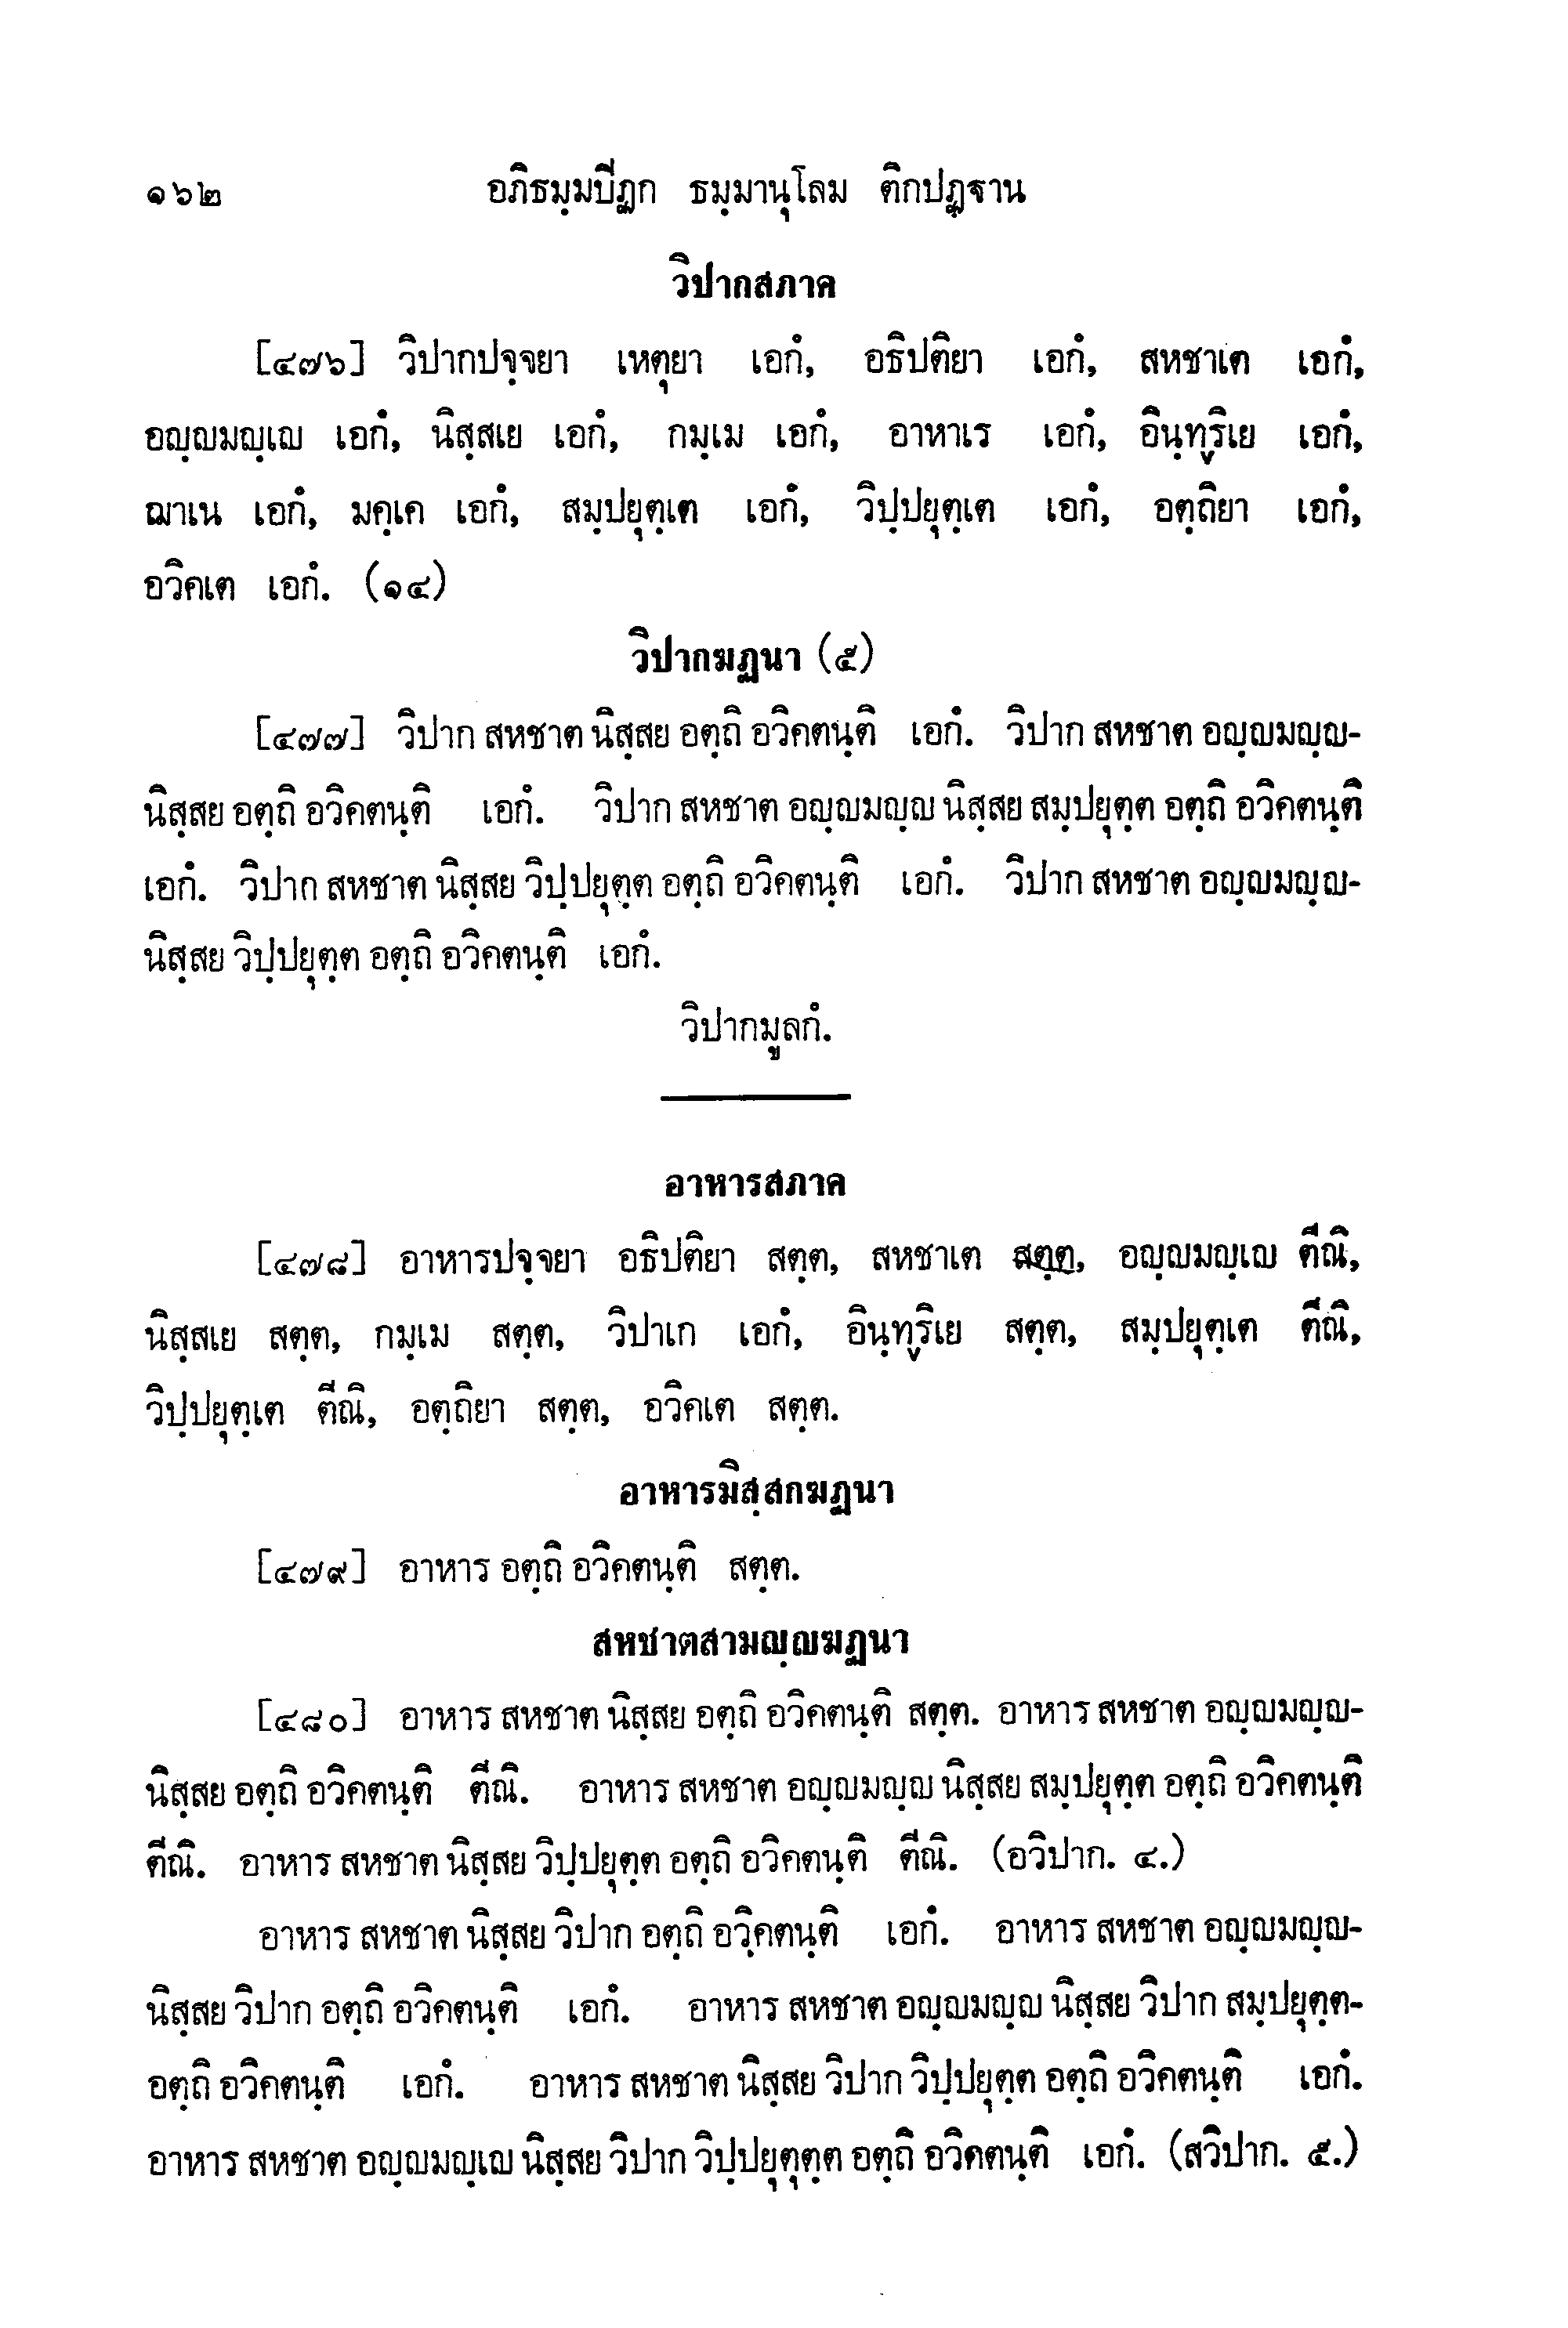 ๑๖๒ อภิธมฺมปีฏก ธมฺมานุโลม ติกปฏฺฐาน
วิปากสภาค
[๔๗๖] วิปากปจฺจยา เหตุยา เอกํ, อธิปติยา เอกํ, สหชาเต เอกํ,
อญฺญมญฺเญ เอกํ, นิสฺสเย เอกํ, กมฺเม เอกํ, อาหาเร เอกํ, อินฺทฺริเย เอกํ,
ฌาเน เอกํ, มคฺเค เอกํ, สมฺปยุตฺเต เอกํ, วิปฺปยุตฺเต เอกํ, อตฺถิยา เอกํ,
อวิคเต เอกํ. (๑๔)
วิปากฆฏนา (๕)
[๔๗๗] วิปาก สหชาต นิสฺสย อตฺถิ อวิคตนฺติ เอกํ. วิปาก สหชาต อญฺญมญฺญ-
นิสฺสย อตฺถิ อวิคตนฺติ เอกํ. วิปาก สหชาต อญฺญมญฺญ นิสฺสย สมฺปยุตฺต อตฺถิ อวิคตนฺติ
เอกํ. วิปาก สหชาต นิสฺสย วิปฺปยุตฺต อตฺถิ อวิคตนฺติ เอกํ. วิปาก สหชาต อญฺญมญฺญ-
นิสฺสย วิปฺปยุตฺต อตฺถิ อวิคตนฺติ เอกํ.
วิปากมูลกํ.
อาหารสภาค
[๔๗๘] อาหารปจฺจยา อธิปติยา สตฺต, สหชาเต สตฺต, อญฺญมญฺเญ ตีณิ,
นิสฺสเย สตฺต, กมฺเม สตฺต, วิปาเก เอกํ, อินฺทฺริเย สตฺต, สมฺปยุตฺเต ตีณิ,
วิปฺปยุตฺเต ตีณิ, อตฺถิยา สตฺต, อวิคเต สตฺต.
อาหารมิสฺสกฆฏนา
[๔๗๙] อาหาร อตฺถิ อวิคตนฺติ สตฺต.
สหชาตสามญฺญฆฏนา
[๔๘๐] อาหาร สหชาต นิสฺสย อตฺถิ อวิคตนฺติ สตฺต. อาหาร สหชาต อญฺญมญฺญ-
นิสฺสย อตฺถิ อวิคตนฺติ ตีณิ. อาหาร สหชาต อญฺญมญฺญ นิสฺสย สมฺปยุตฺต อตฺถิ อวิคตนฺติ
ตีณิ. อาหาร สหชาต นิสฺสย วิปฺปยุตฺต อตฺถิ อวิคตนฺติ ตีณิ. (อวิปาก. ๔.)
อาหาร สหชาต นิสฺสย วิปาก อตฺถิ อวิคตนฺติ เอกํ. อาหาร สหชาต อญฺญมญฺญ-
นิสฺสย วิปาก อตฺถิ อวิคตนฺติ เอกํ. อาหาร สหชาต อญฺญมญฺญ นิสฺสย วิปาก สมฺปยุตฺต-
อตฺถิ อวิคตนฺติ เอกํ. อาหาร สหชาต นิสฺสย วิปาก วิปฺปยุตฺต อตฺถิ อวิคตนฺติ เอกํ.
อาหาร สหชาต อญฺญมญฺเญ นิสฺสย วิปาก วิปฺปยุตุตฺต อตฺถิ อวิคตนฺติ เอกํ. (สวิปาก. ๕.)